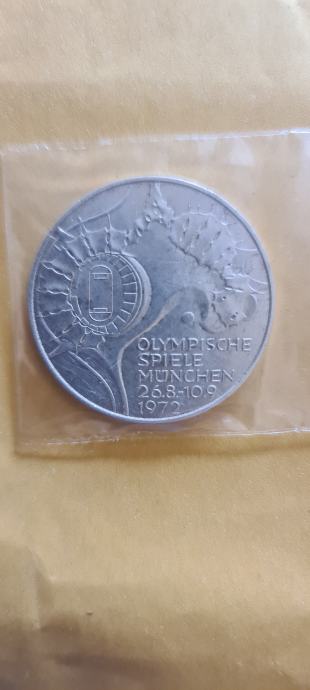 OLYMPISCHE
SPIELE
MÜNCHEN
26.8.-10.9
1972